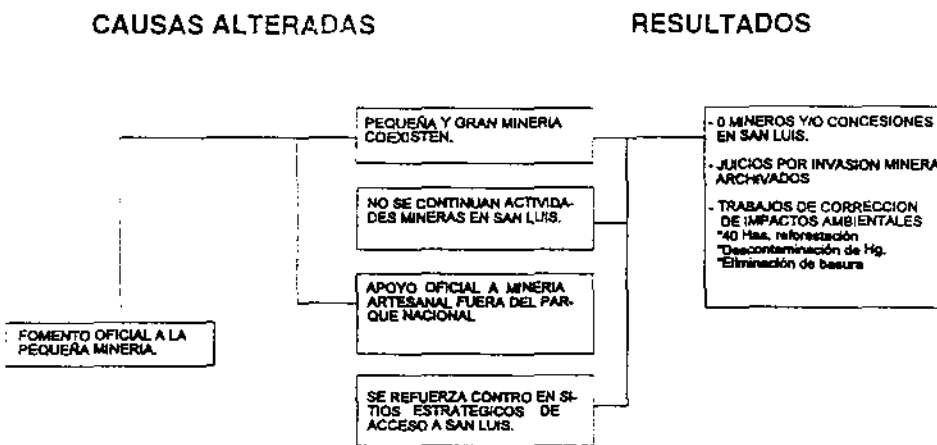 CAUSAS ALTERADAS
RESULTADOS
PEQUEÑA Y GRAN MINERIA
COEXISTEN.
NO SE CONTINUAN ACTIVIDA-
DES MINERAS EN SAN LUIS.
APOYO OFICIAL A MINERIA
ARTESANAL FUERA DEL PAR-
QUE NACIONAL
SE REFUERZA CONTRO EN SI-
TIOS ESTRATEGICOS DE
ACCESO A SAN LUIS.
FOMENTO OFICIAL A LA
PEQUEÑA MINERIA.
- 0 MINEROS Y/O CONCESIONES
EN SAN LUIS.
- JUICIOS POR INVASION MINERA
ARCHIVADOS
- TRABAJOS DE CORRECCION
DE IMPACTOS AMBIENTALES
*40 Has, reforestación
*Descontaminación de Hg.
*Eliminación de basura